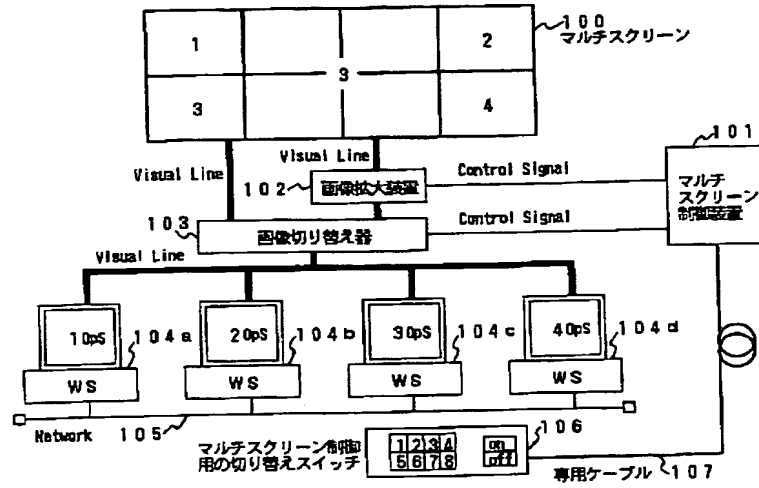 1
2
3
3
4
100
マルチスクリーン
Visual Line
Visual Line
102
画像拡大装置
Control Signal
101
マルチ
スクリーン
制御装置
103
画像切り替え器
Control Signal
Visual Line
10pS
104a
20pS
104b
30pS
104c
40pS
104d
WS
WS
WS
WS
Network
105
マルチスクリーン制御
用の切り替えスイッチ
1 2 3 4
5 6 7 8
on
off
106
専用ケーブル
107